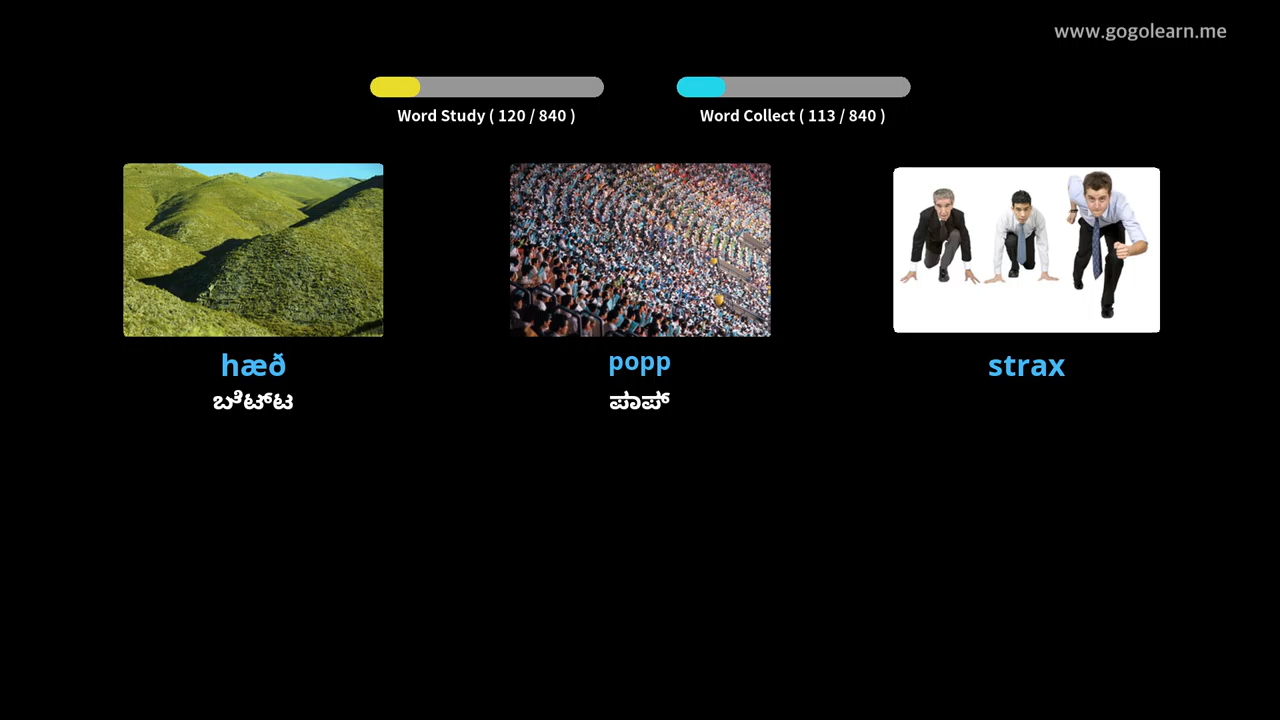 www.gogolearn.me
Word Study ( 120 / 840 )
Word Collect ( 113 / 840 )
hæð
popp
strax
ಬೆಟ್ಟ
ಪಾಪ್